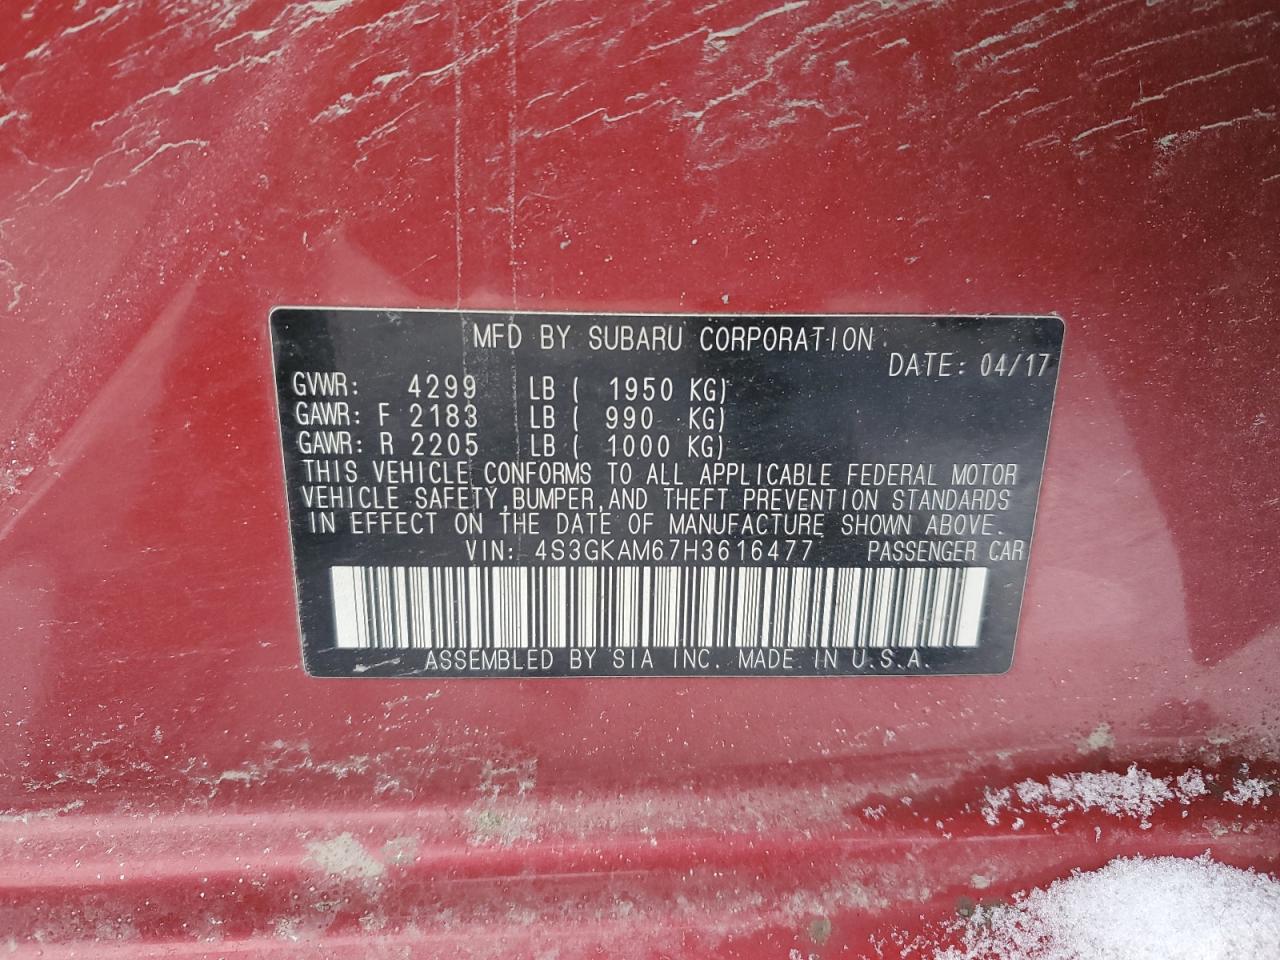 MFD BY SUBARU CORPORATION
DATE: 04/17
GVWR: 4299 LB ( 1950 KG)
GAWR: F 2183 LB ( 990 KG)
GAWR: R 2205 LB ( 1000 KG)
THIS VEHICLE CONFORMS TO ALL APPLICABLE FEDERAL MOTOR
VEHICLE SAFETY, BUMPER, AND THEFT PREVENTION STANDARDS
IN EFFECT ON THE DATE OF MANUFACTURE SHOWN ABOVE.
VIN: 4S3GKAM67H3616477 PASSENGER CAR
ASSEMBLED BY SIA INC. MADE IN U.S.A.